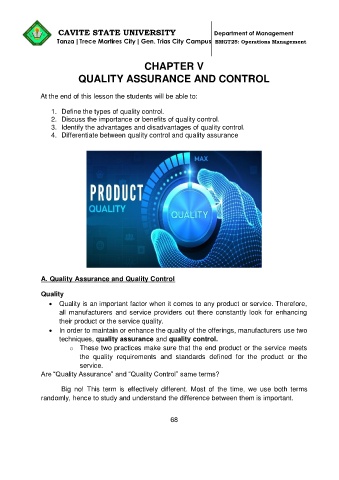 CAVITE STATE UNIVERSITY Department of Management
Tanza | Trece Martires City | Gen. Trias City Campus BMGT25: Operations Management
CHAPTER V
QUALITY ASSURANCE AND CONTROL
At the end of this lesson the students will be able to:
1. Define the types of quality control.
2. Discuss the importance or benefits of quality control.
3. Identify the advantages and disadvantages of quality control.
4. Differentiate between quality control and quality assurance
MAX
PRODUCT
QUALITY
QUALITY
A. Quality Assurance and Quality Control
Quality
• Quality is an important factor when it comes to any product or service. Therefore,
all manufacturers and service providers out there constantly look for enhancing
their product or the service quality.
• In order to maintain or enhance the quality of the offerings, manufacturers use two
techniques, quality assurance and quality control.
o These two practices make sure that the end product or the service meets
the quality requirements and standards defined for the product or the
service.
Are "Quality Assurance" and "Quality Control" same terms?
Big no! This term is effectively different. Most of the time, we use both terms
randomly, hence to study and understand the difference between them is important.
68